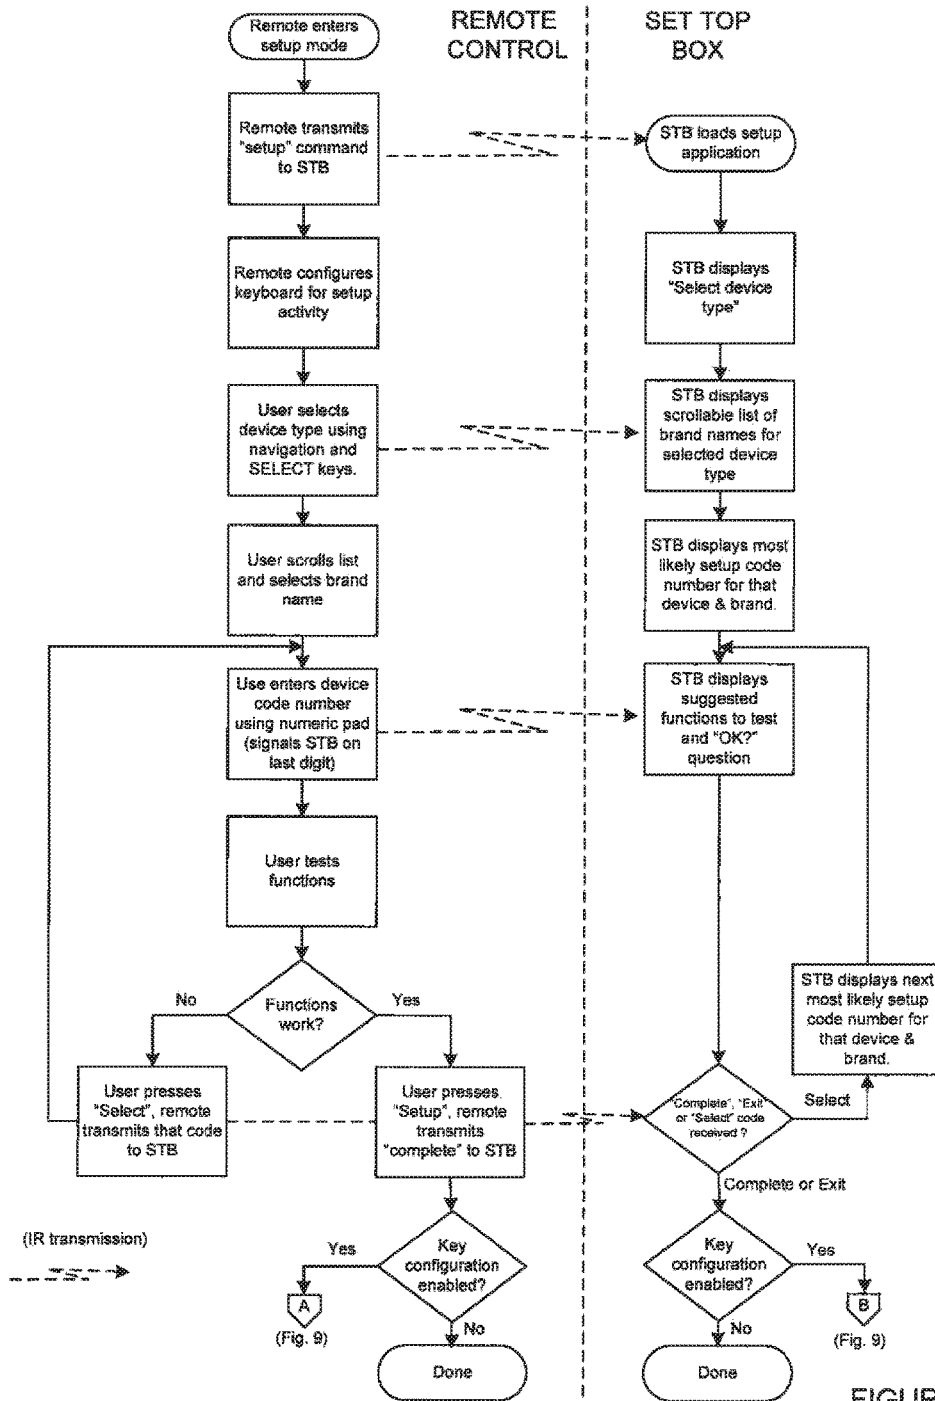 REMOTE
CONTROL
SET TOP
BOX
Remote enters
setup mode
Remote transmits
"setup" command
to STB
STB loads setup
application
Remote configures
keyboard for setup
activity
STB displays
"Select device
type"
User selects
device type using
navigation and
SELECT keys.
STB displays
scrollable list of
brand names for
selected device
type
User scrolls list
and selects brand
name
STB displays most
likely setup code
number for that
device & brand.
Use enters device
code number
using numeric pad
(signals STB on
last digit)
STB displays
suggested
functions to test
and "OK?"
question
User tests
functions
Functions
work?
No
Yes
STB displays next
most likely setup
code number for
that device &
brand.
User presses
"Select", remote
transmits that code
to STB
User presses
"Setup", remote
transmits
"complete" to STB
"Complete", "Exit"
or "Select" code
received ?
Select
Complete or Exit
(IR transmission)
Yes
Key
configuration
enabled?
No
A
(Fig. 9)
Done
Key
configuration
enabled?
Yes
No
B
(Fig. 9)
Done
FIGUR